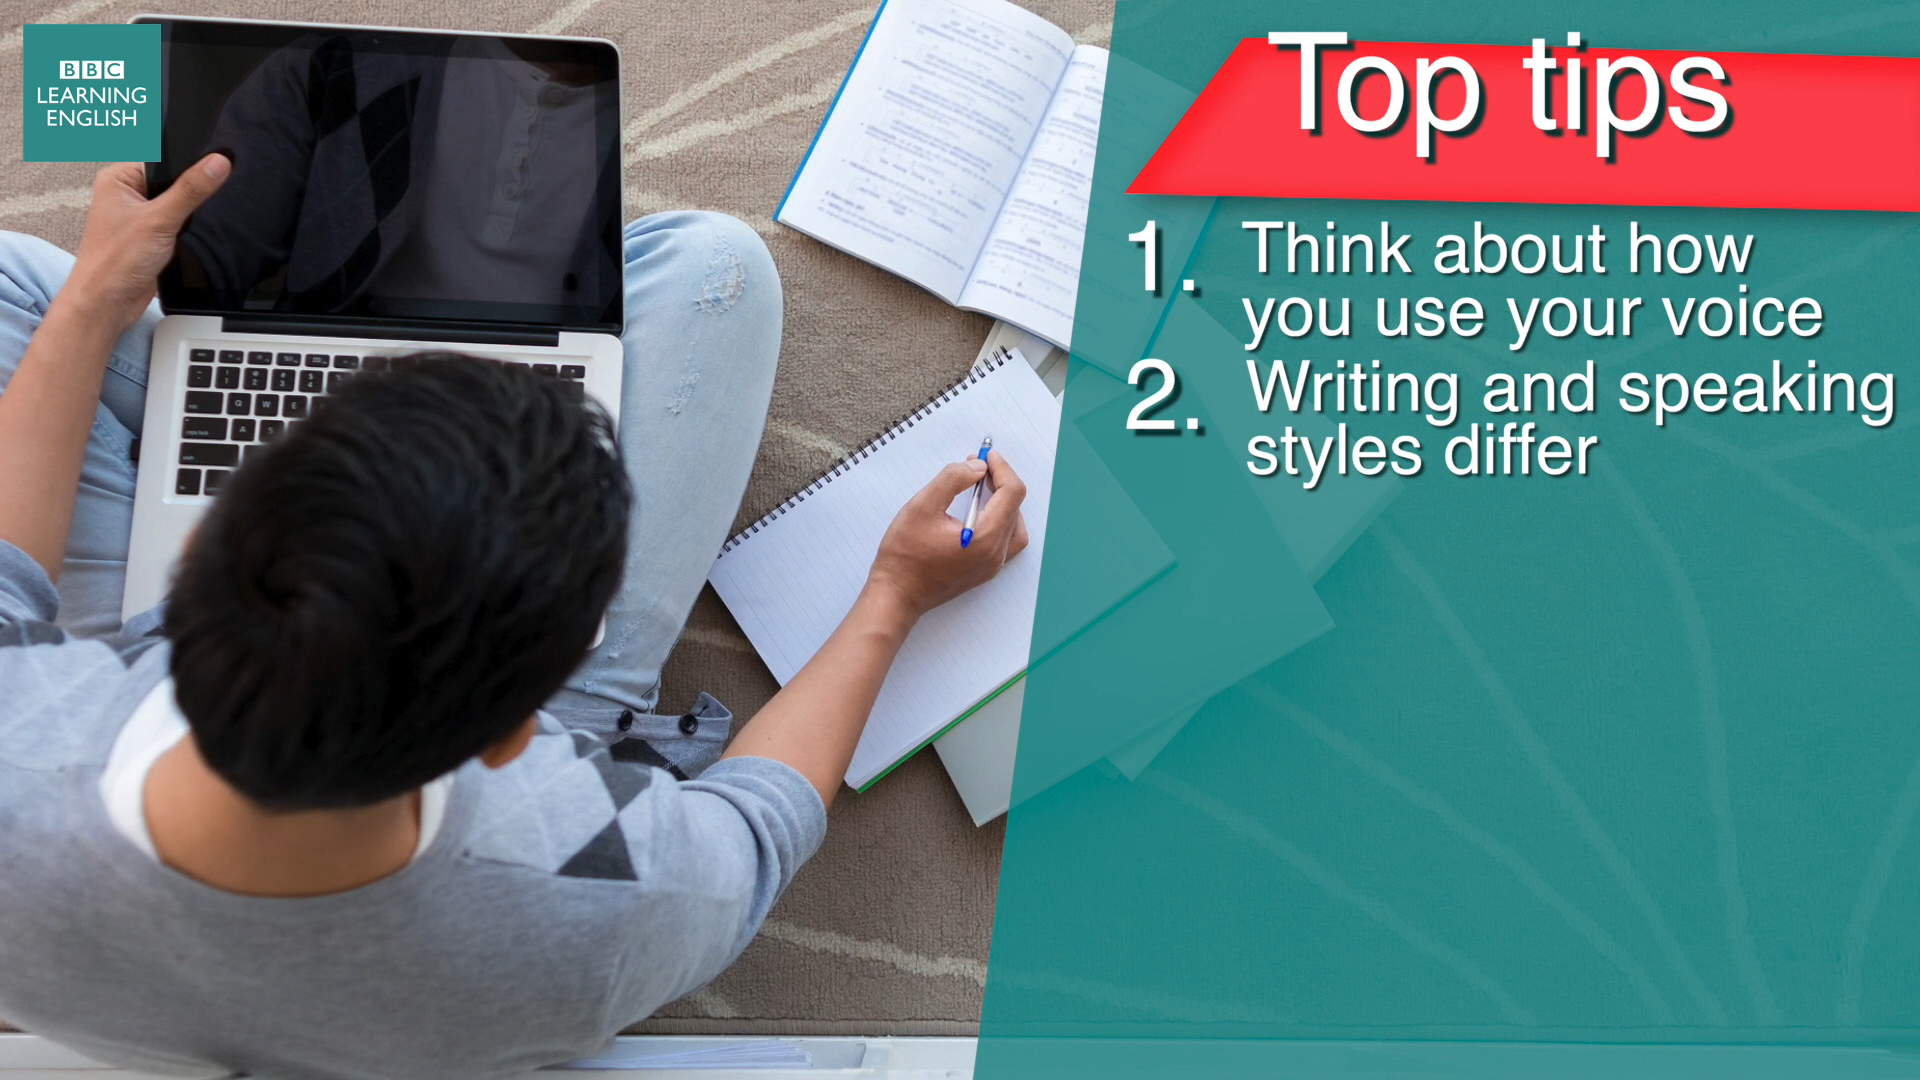 BBC
LEARNING
ENGLISH
Top tips
1. Think about how
you use your voice
2. Writing and speaking
styles differ